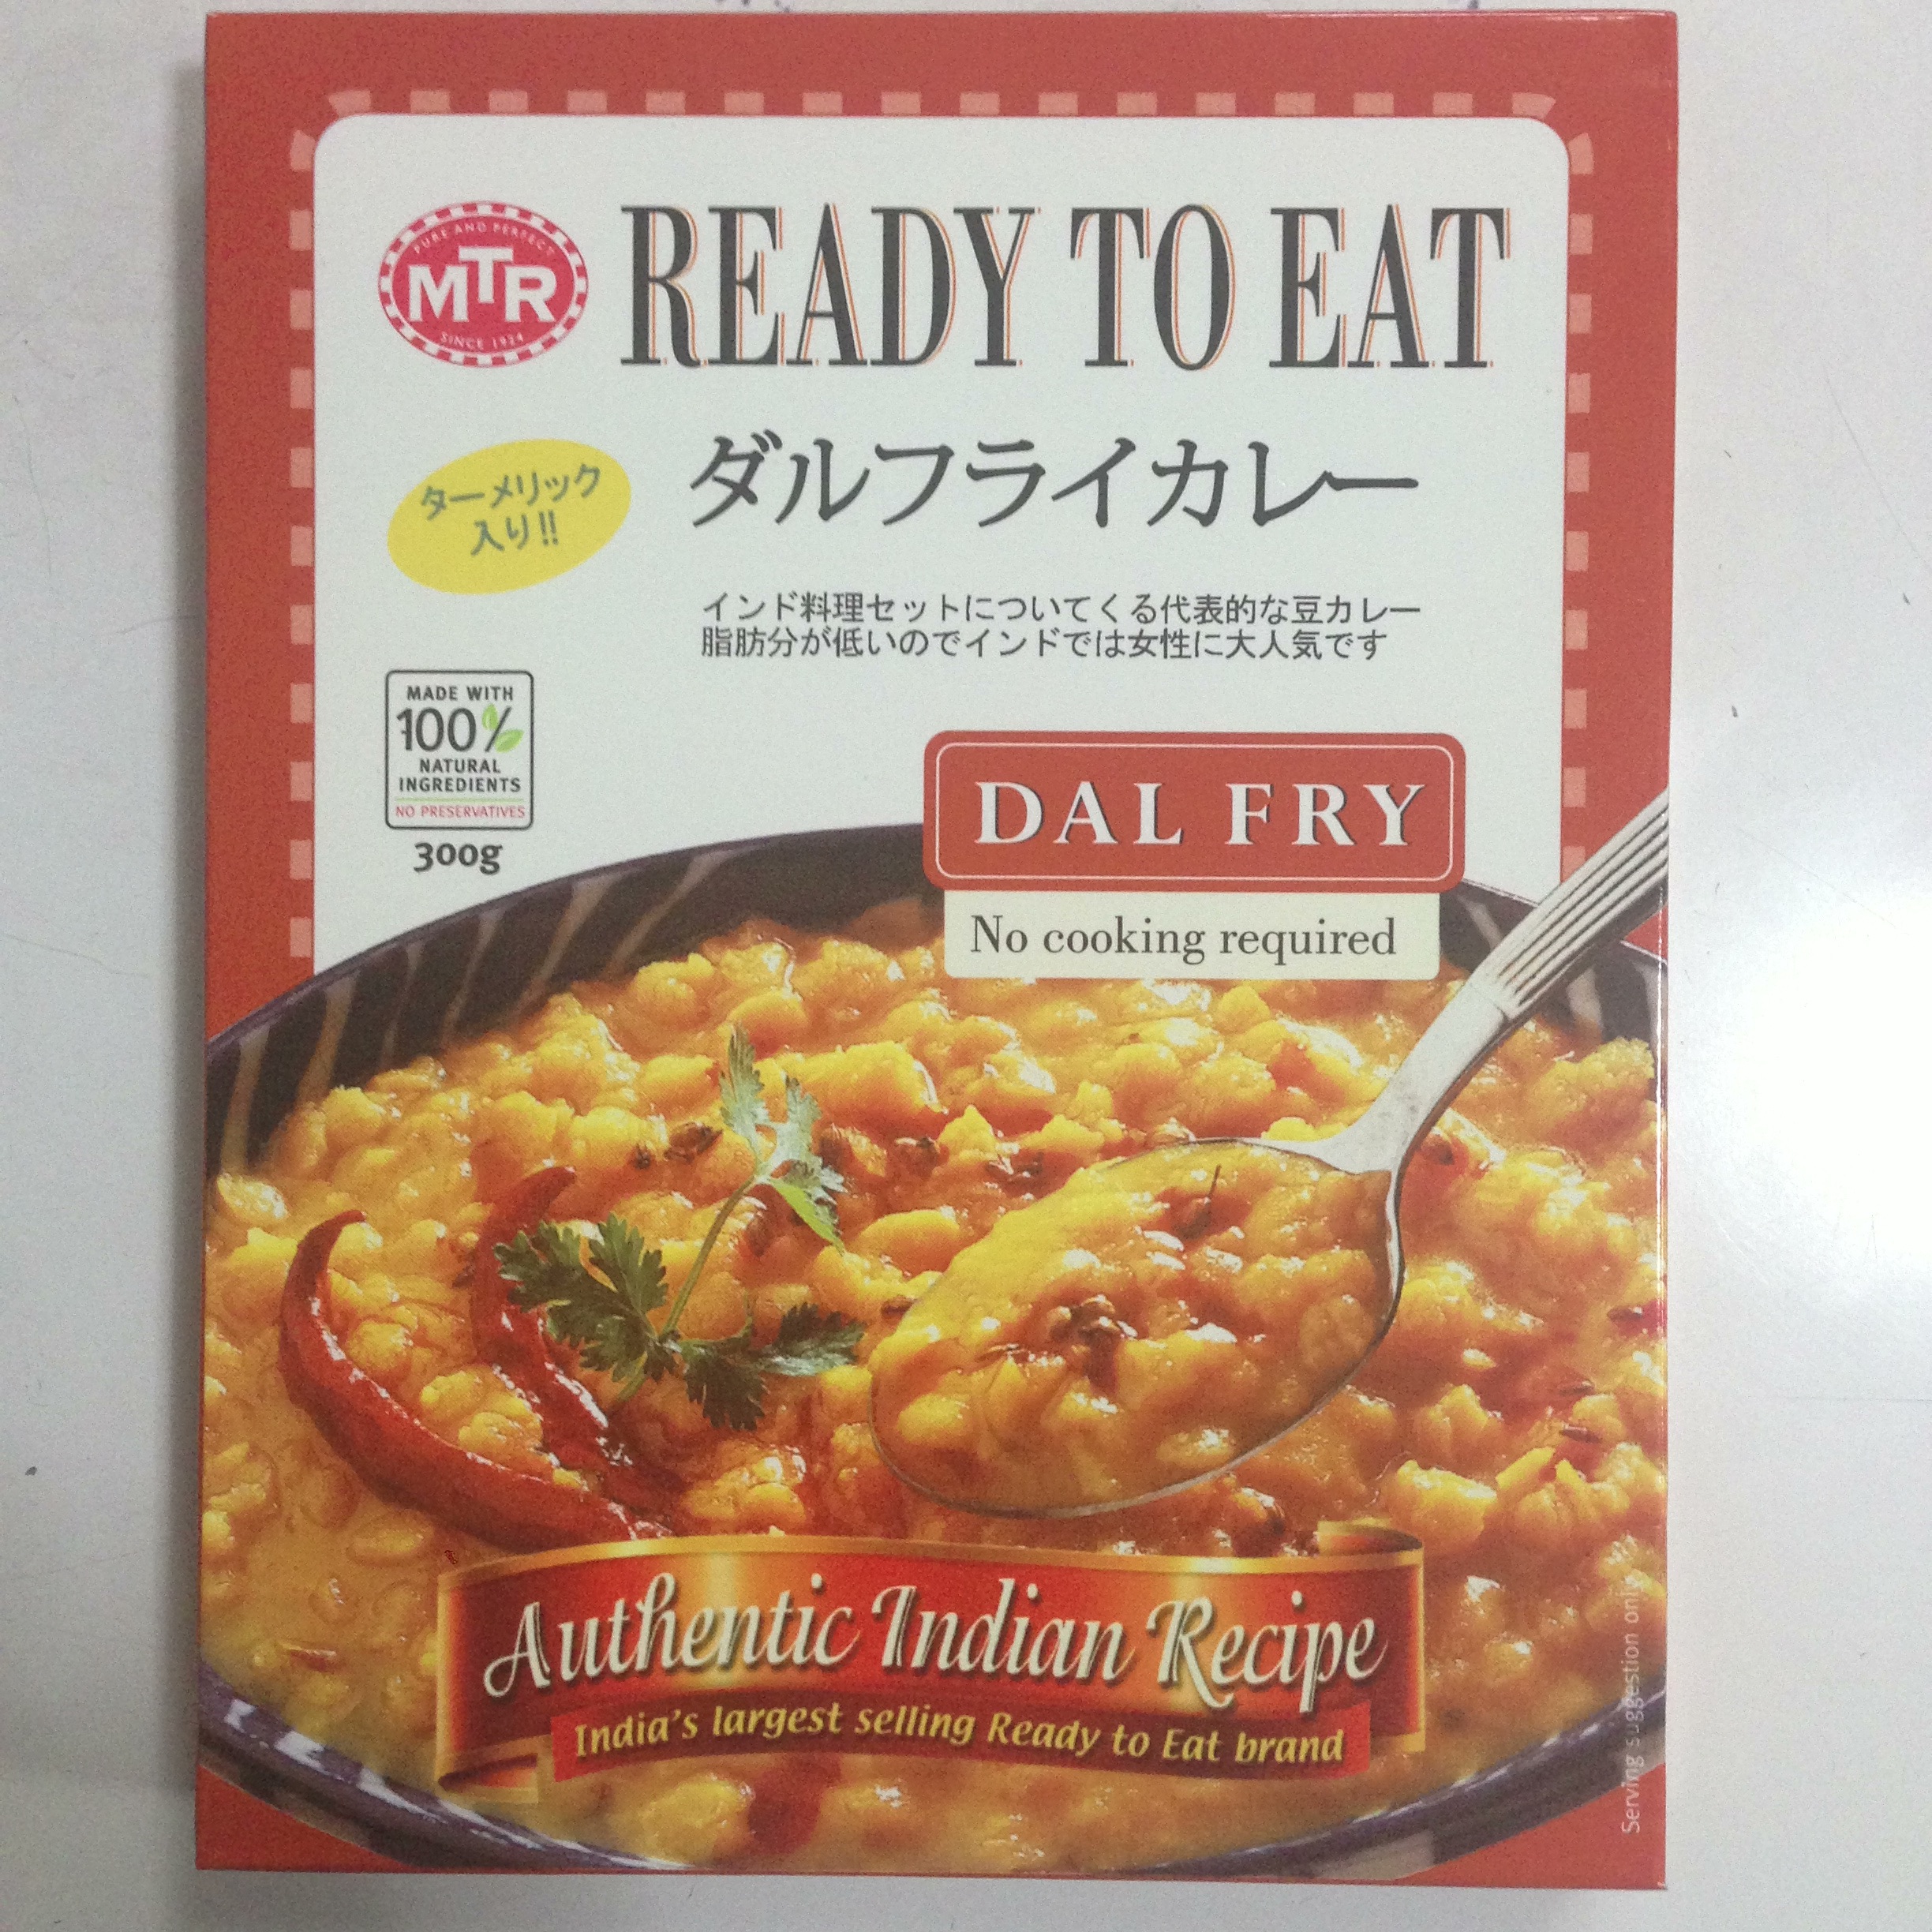 PURE AND PERFECT
MTR
SINCE 1924
READY TO EAT
ダルフライカレー
ターメリック
入り!!
インド料理セットについてくる代表的な豆カレー
脂肪分が低いのでインドでは女性に大人気です
MADE WITH
100%
NATURAL
INGREDIENTS
NO PRESERVATIVES
300g
DAL FRY
No cooking required
Authentic Indian Recipe
India's largest selling Ready to Eat brand
Serving suggestion only